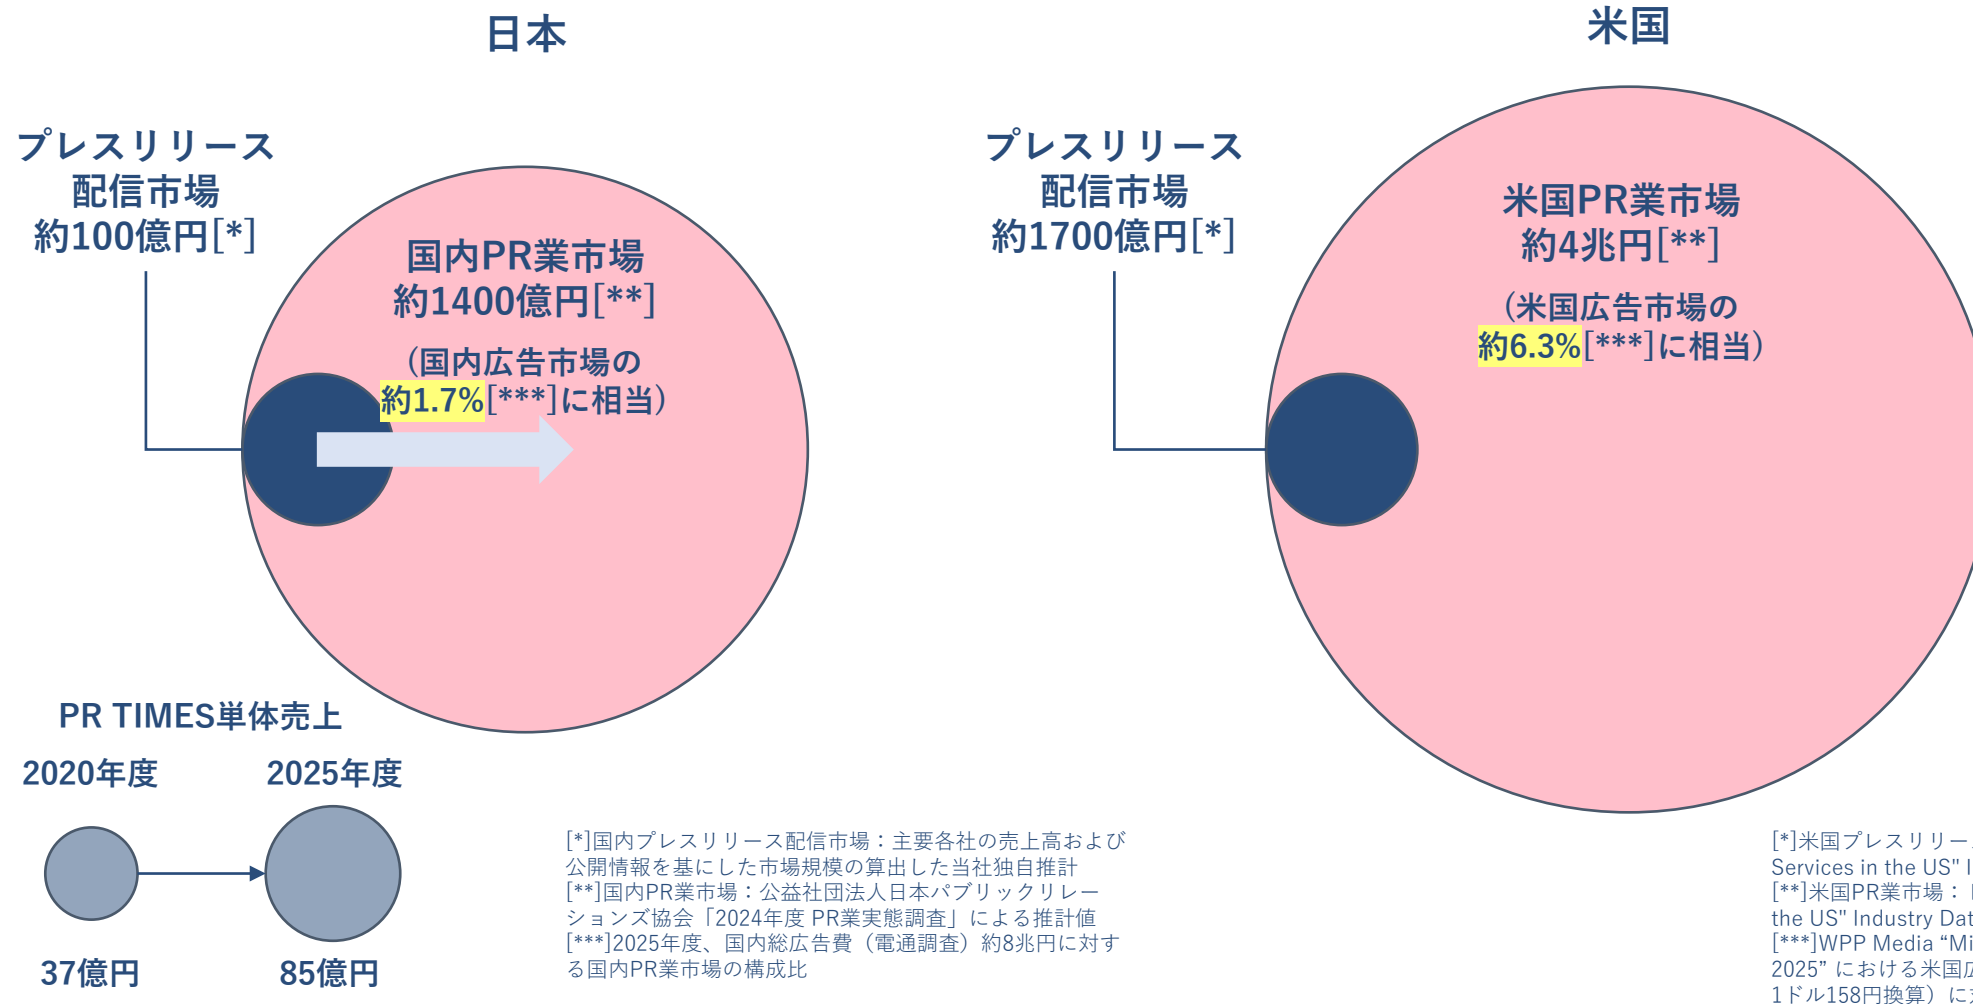 日本
プレスリリース
配信市場
約100億円[*]
国内PR業市場
約1400億円[**]
(国内広告市場の
約1.7%[***]に相当)
PR TIMES単体売上
2020年度
2025年度
37億円
85億円
[*]国内プレスリリース配信市場：主要各社の売上高および
公開情報を基にした市場規模の算出した当社独自推計
[**]国内PR業市場：公益社団法人日本パブリックリレー
ションズ協会「2024年度 PR業実態調査」による推計値
[***]2025年度、国内総広告費（電通調査）約8兆円に対す
る国内PR業市場の構成比
米国
プレスリリース
配信市場
約1700億円[*]
米国PR業市場
約4兆円[**]
(米国広告市場の
約6.3%[***]に相当)
[*]米国プレスリリー
Services in the US" I
[**]米国PR業市場：
the US" Industry Dat
[***]WPP Media “Mi
2025” における米国
1ドル158円換算）に